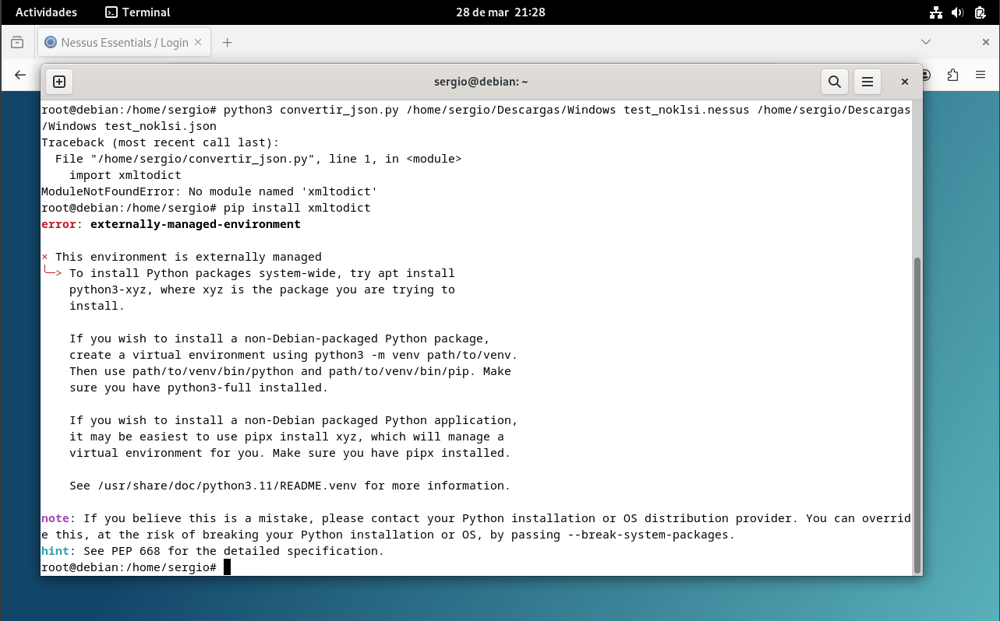 Actividades Terminal 28 de mar 21:28
Nessus Essentials / Login × +
sergio@debian: ~
root@debian:/home/sergio# python3 convertir_json.py /home/sergio/Descargas/Windows test_noklsi.nessus /home/sergio/Descargas
/Windows test_noklsi.json
Traceback (most recent call last):
  File "/home/sergio/convertir_json.py", line 1, in <module>
    import xmltodict
ModuleNotFoundError: No module named 'xmltodict'
root@debian:/home/sergio# pip install xmltodict
error: externally-managed-environment

× This environment is externally managed
╰─> To install Python packages system-wide, try apt install
    python3-xyz, where xyz is the package you are trying to
    install.

    If you wish to install a non-Debian-packaged Python package,
    create a virtual environment using python3 -m venv path/to/venv.
    Then use path/to/venv/bin/python and path/to/venv/bin/pip. Make
    sure you have python3-full installed.

    If you wish to install a non-Debian packaged Python application,
    it may be easiest to use pipx install xyz, which will manage a
    virtual environment for you. Make sure you have pipx installed.

    See /usr/share/doc/python3.11/README.venv for more information.

note: If you believe this is a mistake, please contact your Python installation or OS distribution provider. You can overrid
e this, at the risk of breaking your Python installation or OS, by passing --break-system-packages.
hint: See PEP 668 for the detailed specification.
root@debian:/home/sergio#